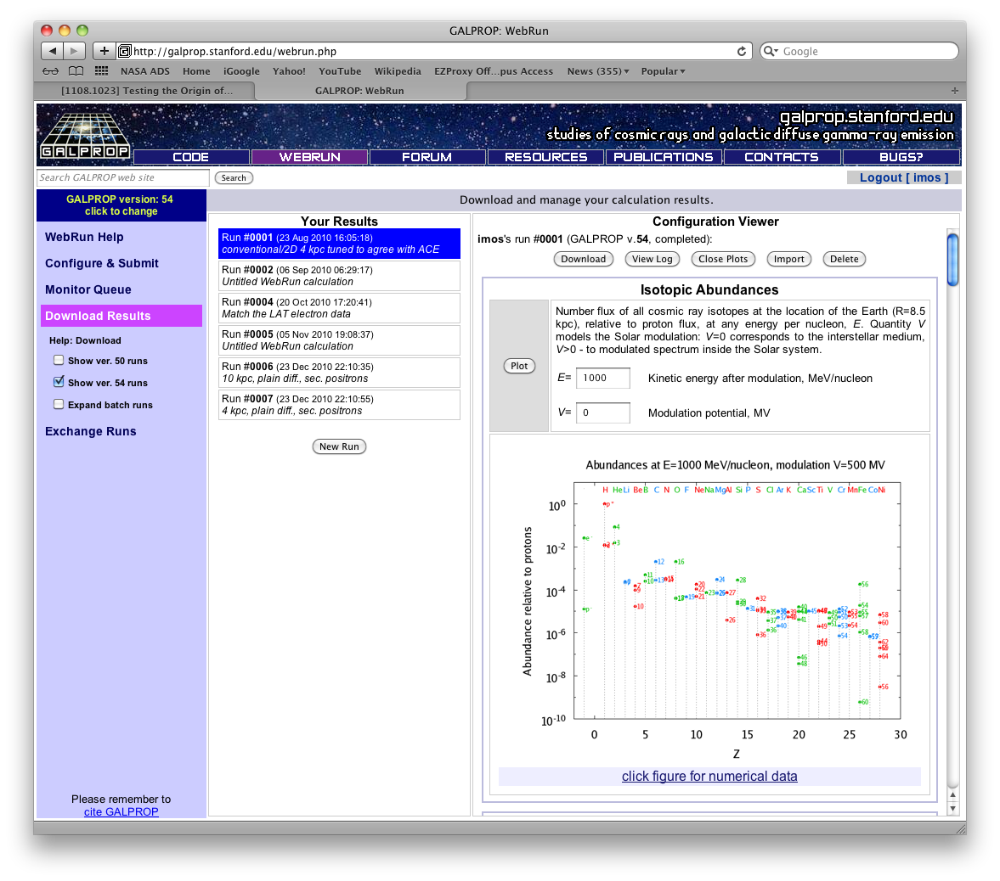 GALPROP: WebRun
http://galprop.stanford.edu/webrun.php
Google
NASA ADS Home iGoogle Yahoo! YouTube Wikipedia EZProxy Off...pus Access News (355) Popular
[1108.1023] Testing the Origin of... GALPROP: WebRun
galprop.stanford.edu
studies of cosmic rays and galactic diffuse gamma-ray emission
GALPROP
CODE WEBRUN FORUM RESOURCES PUBLICATIONS CONTACTS BUGS?
Search GALPROP web site Search Logout [ imos ]
GALPROP version: 54
click to change
Download and manage your calculation results.
WebRun Help
Configure & Submit
Monitor Queue
Download Results
Help: Download
Show ver. 50 runs
Show ver. 54 runs
Expand batch runs
Exchange Runs
Please remember to
cite GALPROP
Your Results
Run #0001 (23 Aug 2010 16:05:18)
conventional/2D 4 kpc tuned to agree with ACE
Run #0002 (06 Sep 2010 06:29:17)
Untitled WebRun calculation
Run #0004 (20 Oct 2010 17:20:41)
Match the LAT electron data
Run #0005 (05 Nov 2010 19:08:37)
Untitled WebRun calculation
Run #0006 (23 Dec 2010 22:10:35)
10 kpc, plain diff., sec. positrons
Run #0007 (23 Dec 2010 22:10:55)
4 kpc, plain diff., sec. positrons
New Run
Configuration Viewer
imos's run #0001 (GALPROP v.54, completed):
Download View Log Close Plots Import Delete
Isotopic Abundances
Plot
Number flux of all cosmic ray isotopes at the location of the Earth (R=8.5
kpc), relative to proton flux, at any energy per nucleon, E. Quantity V
models the Solar modulation: V=0 corresponds to the interstellar medium,
V>0 - to modulated spectrum inside the Solar system.
E= 1000 Kinetic energy after modulation, MeV/nucleon
V= 0 Modulation potential, MV
Abundances at E=1000 MeV/nucleon, modulation V=500 MV
H He Li Be B C N O F Ne Na Mg Al Si P S Cl Ar K Ca Sc Ti V Cr Mn Fe Co Ni
Abundance relative to protons
10^0
10^-2
10^-4
10^-6
10^-8
10^-10
0 5 10 15 20 25 30
Z
click figure for numerical data